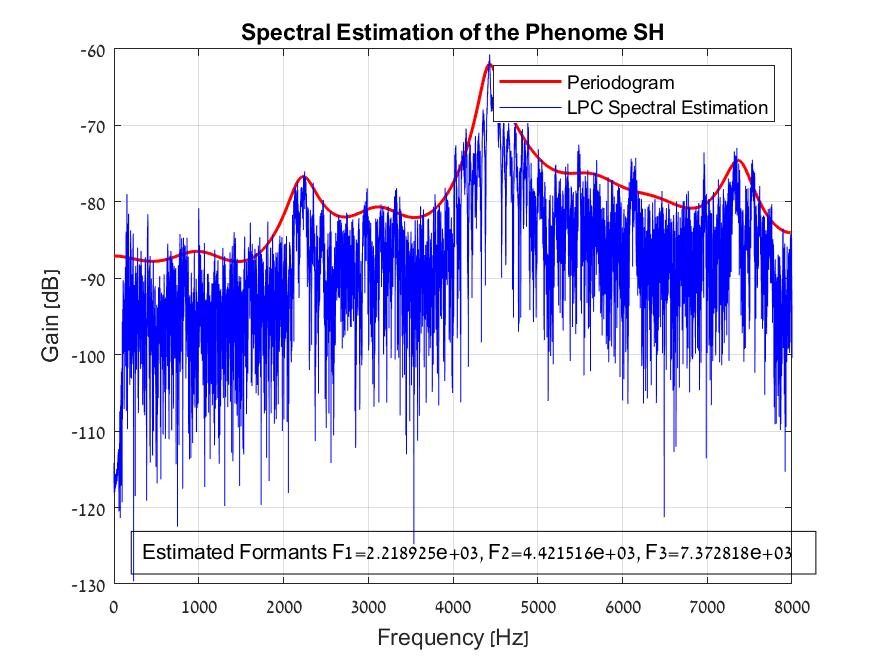 Spectral Estimation of the Phenome SH
Periodogram
LPC Spectral Estimation
-60
-70
-80
-90
-100
-110
-120
-130
Gain [dB]
Estimated Formants F1=2.218925e+03, F2=4.421516e+03, F3=7.372818e+03
0 1000 2000 3000 4000 5000 6000 7000 8000
Frequency [Hz]